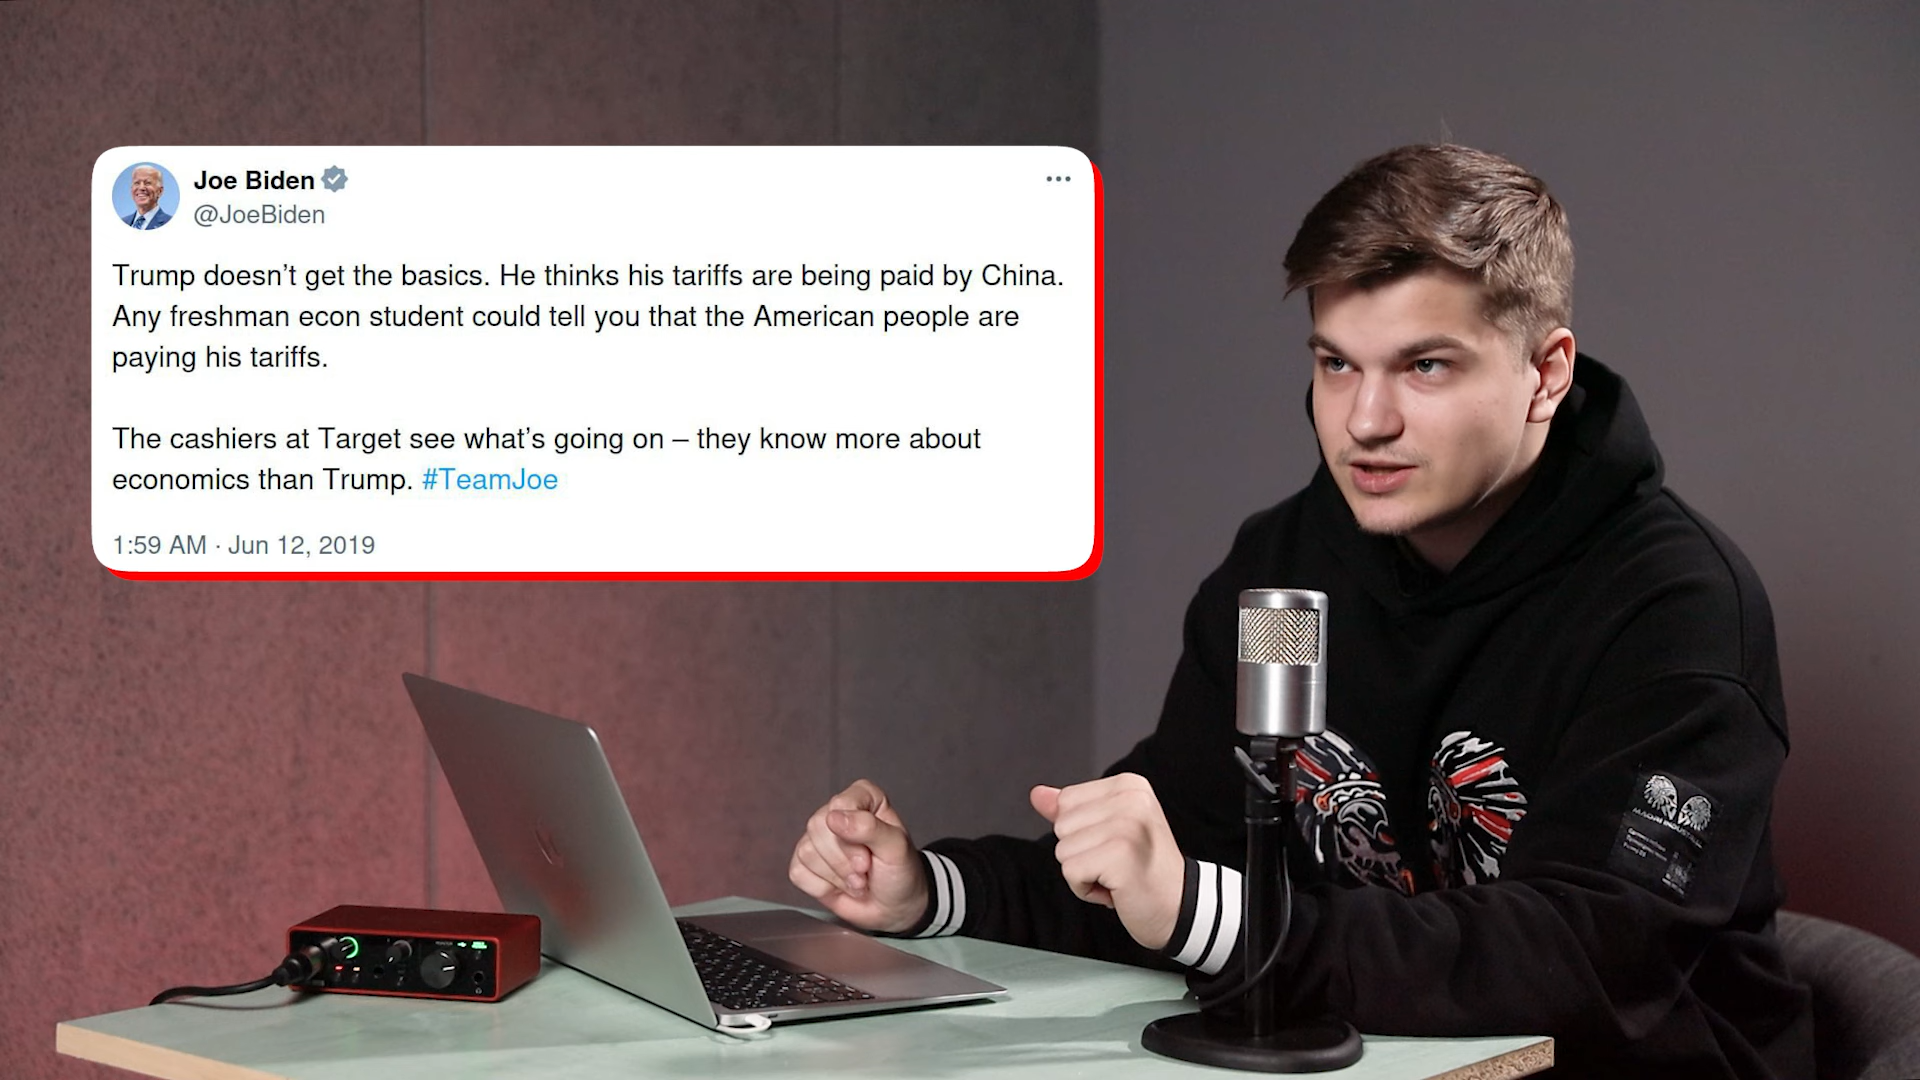 Joe Biden
@JoeBiden
Trump doesn’t get the basics. He thinks his tariffs are being paid by China.
Any freshman econ student could tell you that the American people are
paying his tariffs.
The cashiers at Target see what’s going on – they know more about
economics than Trump. #TeamJoe
1:59 AM · Jun 12, 2019